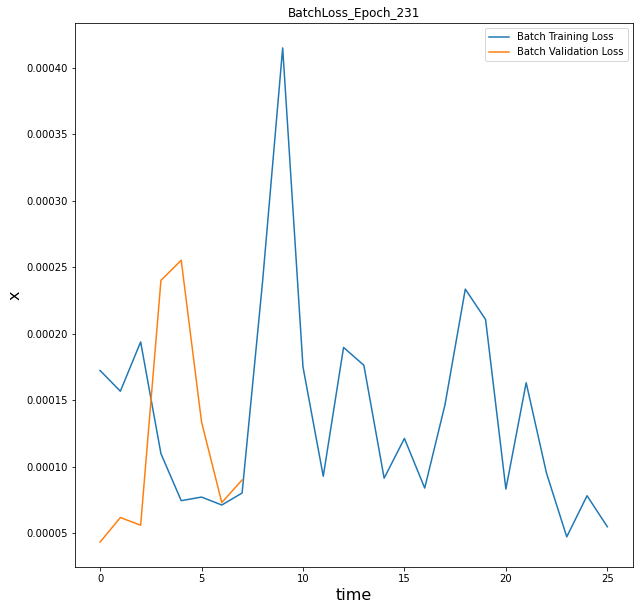 BatchLoss_Epoch_231
Batch Training Loss
Batch Validation Loss
0.00040
0.00035
0.00030
0.00025
0.00020
0.00015
0.00010
0.00005
x
0 5 10 15 20 25
time